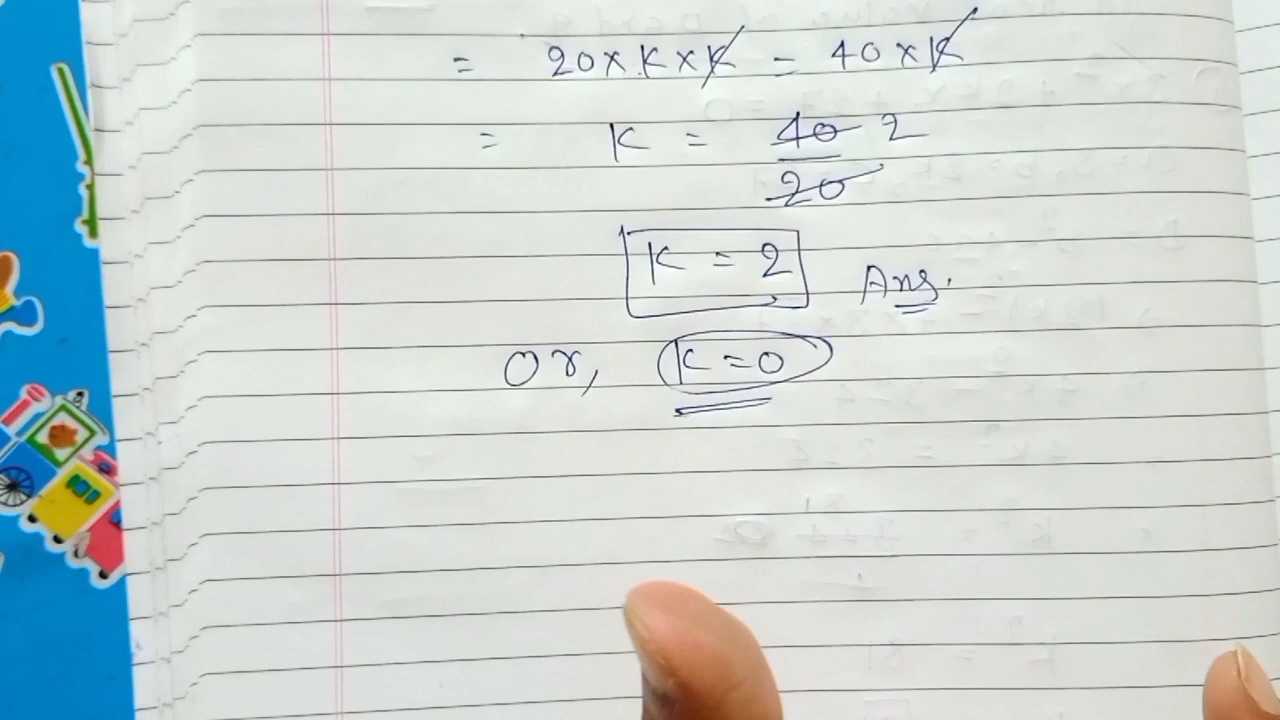 = 20 x K x K = 40 x K
= K = 40 2
20
K = 2 Ans.
or, K = 0